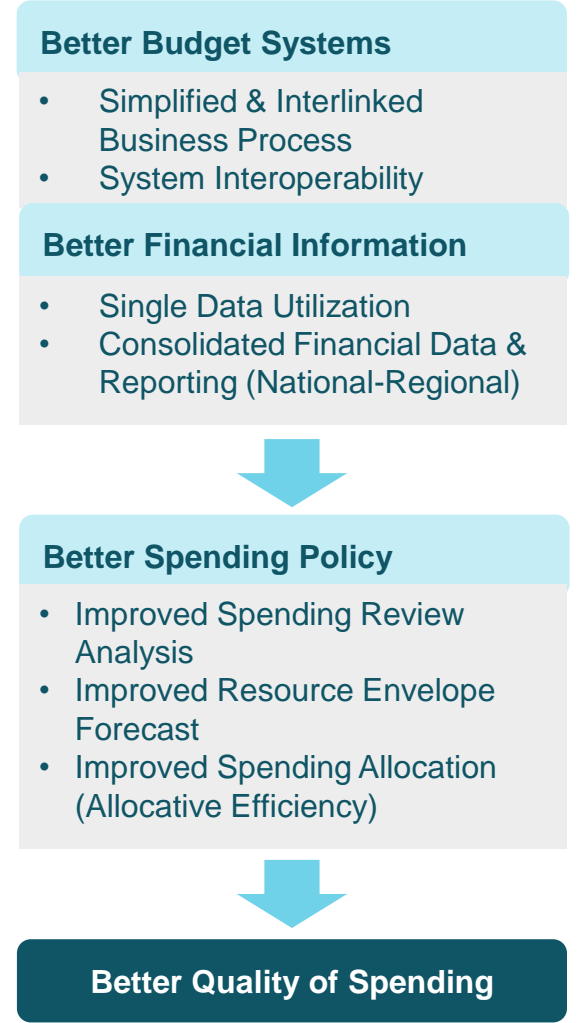 Better Budget Systems
• Simplified & Interlinked
Business Process
• System Interoperability
Better Financial Information
• Single Data Utilization
• Consolidated Financial Data &
Reporting (National-Regional)
Better Spending Policy
• Improved Spending Review
Analysis
• Improved Resource Envelope
Forecast
• Improved Spending Allocation
(Allocative Efficiency)
Better Quality of Spending